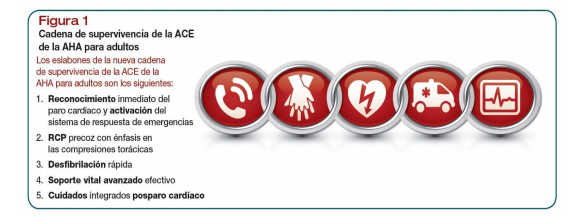 Figura 1
Cadena de supervivencia de la ACE
de la AHA para adultos
Los eslabones de la nueva cadena
de supervivencia de la ACE de la
AHA para adultos son los siguientes:
1. Reconocimiento inmediato del
paro cardíaco y activación del
sistema de respuesta de emergencias
2. RCP precoz con énfasis en
las compresiones torácicas
3. Desfibrilación rápida
4. Soporte vital avanzado efectivo
5. Cuidados integrados posparo cardíaco